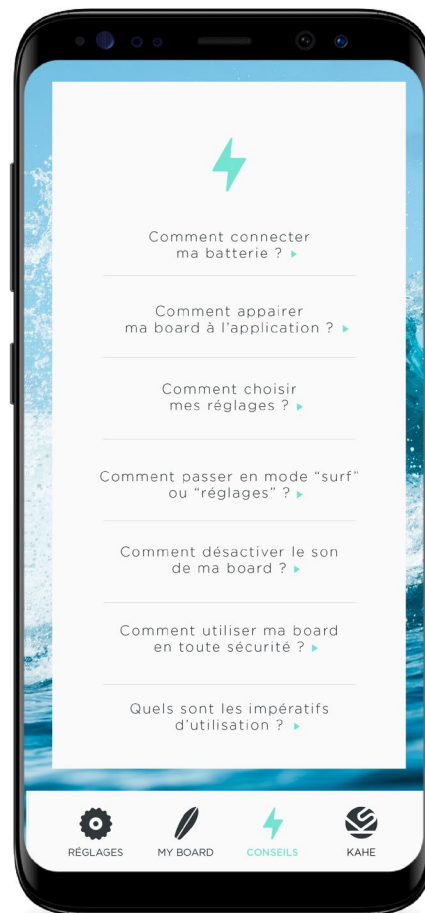 Comment connecter
ma batterie ?
Comment appairer
ma board à l'application ?
Comment choisir
mes réglages ?
Comment passer en mode “surf”
ou “réglages” ?
Comment désactiver le son
de ma board ?
Comment utiliser ma board
en toute sécurité ?
Quels sont les impératifs
d'utilisation ?
RÉGLAGES MY BOARD CONSEILS KAHE